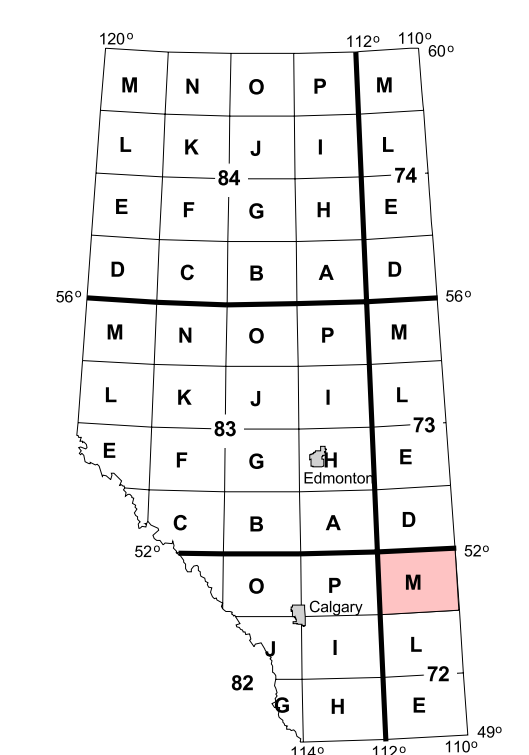 120° 112° 110°
60°
M N O P M
L K J I L
84 74
E F G H E
D C B A D
56° 56°
M N O P M
L K J I L
83 73
E F G H E
Edmonton
C B A D
52° 52°
O P M
Calgary
J I L
82 72
G H E
49°
114° 112° 110°